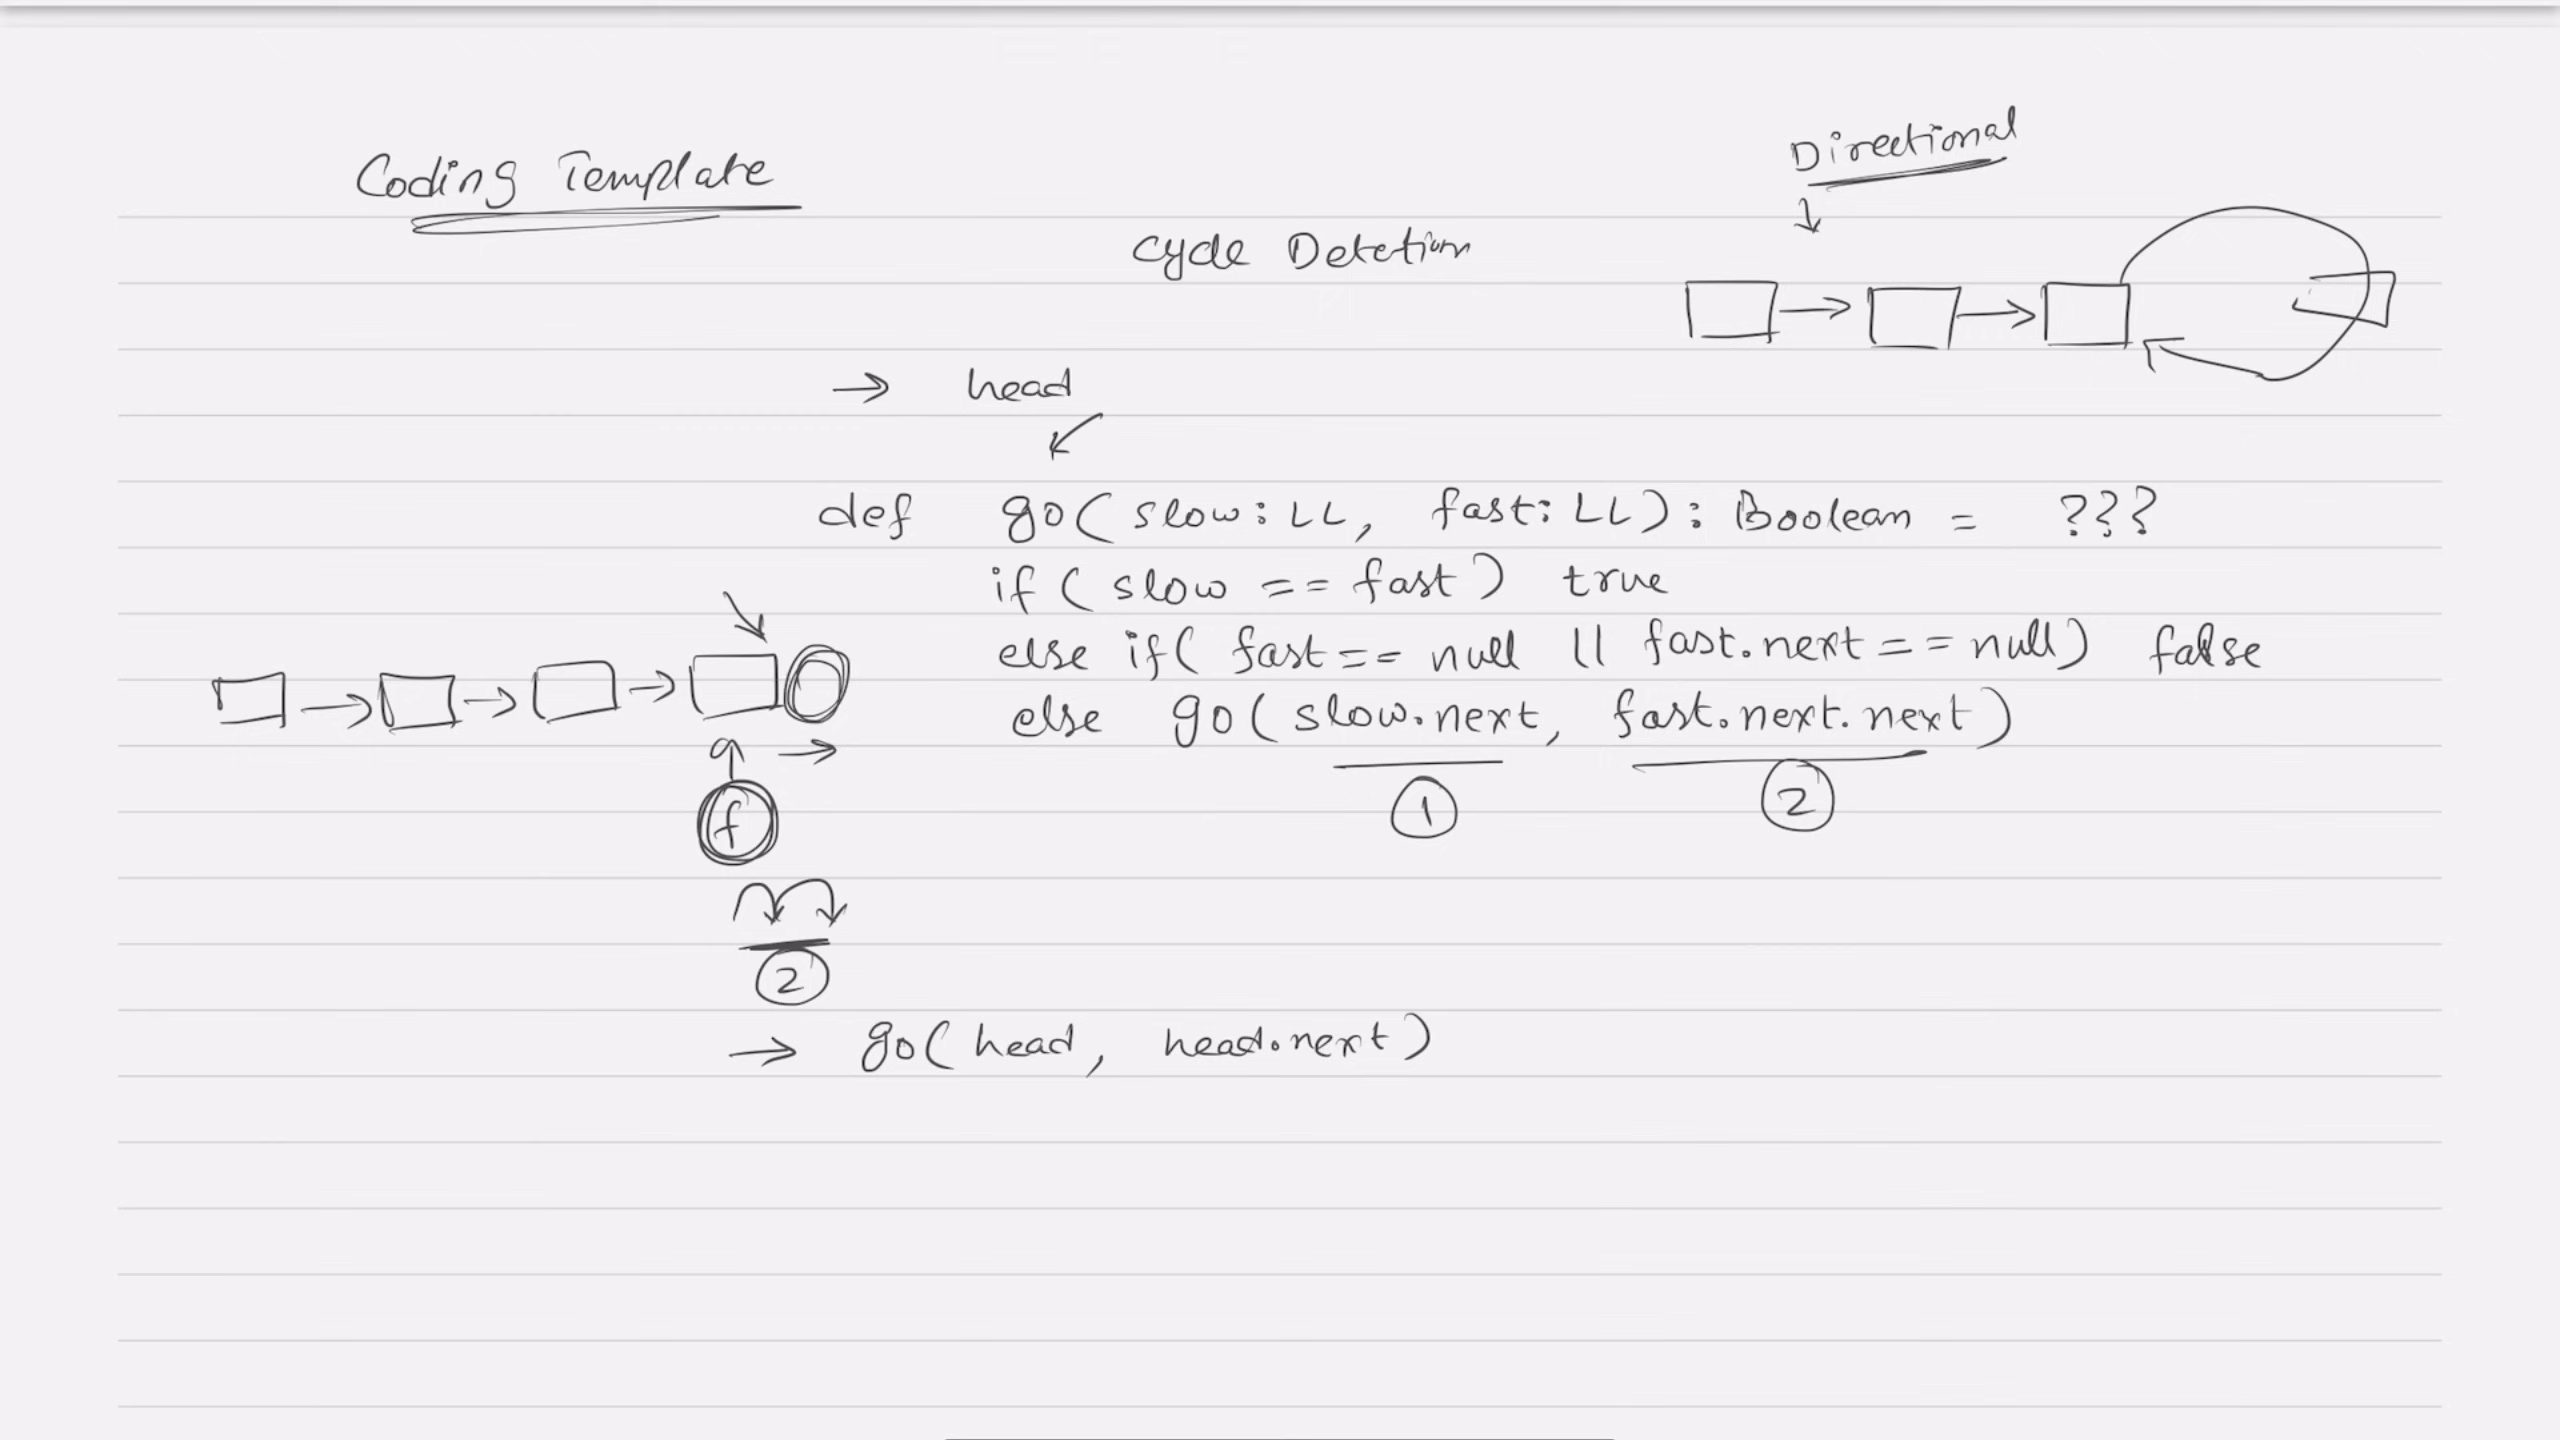 Coding Template
Directional
Cycle Detetion
→ head
def go(slow: LL, fast: LL): Boolean = ???
if (slow == fast) true
else if( fast == null || fast.next == null) false
else go(slow.next, fast.next.next)
1 2
f
2
→ go(head, head.next)